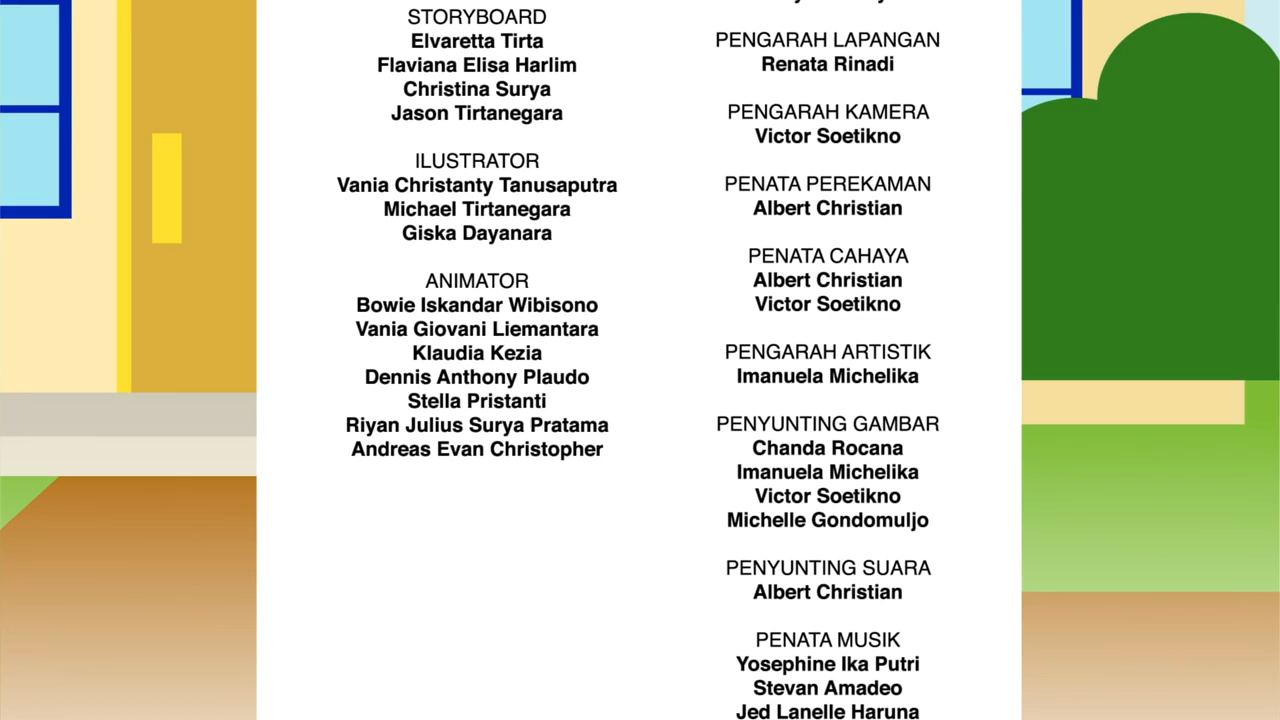 STORYBOARD
Elvaretta Tirta
Flaviana Elisa Harlim
Christina Surya
Jason Tirtanegara
ILUSTRATOR
Vania Christanty Tanusaputra
Michael Tirtanegara
Giska Dayanara
ANIMATOR
Bowie Iskandar Wibisono
Vania Giovani Liemantara
Klaudia Kezia
Dennis Anthony Plaudo
Stella Pristanti
Riyan Julius Surya Pratama
Andreas Evan Christopher
PENGARAH LAPANGAN
Renata Rinadi
PENGARAH KAMERA
Victor Soetikno
PENATA PEREKAMAN
Albert Christian
PENATA CAHAYA
Albert Christian
Victor Soetikno
PENGARAH ARTISTIK
Imanuela Michelika
PENYUNTING GAMBAR
Chanda Rocana
Imanuela Michelika
Victor Soetikno
Michelle Gondomuljo
PENYUNTING SUARA
Albert Christian
PENATA MUSIK
Yosephine Ika Putri
Stevan Amadeo
Jed Lanelle Haruna